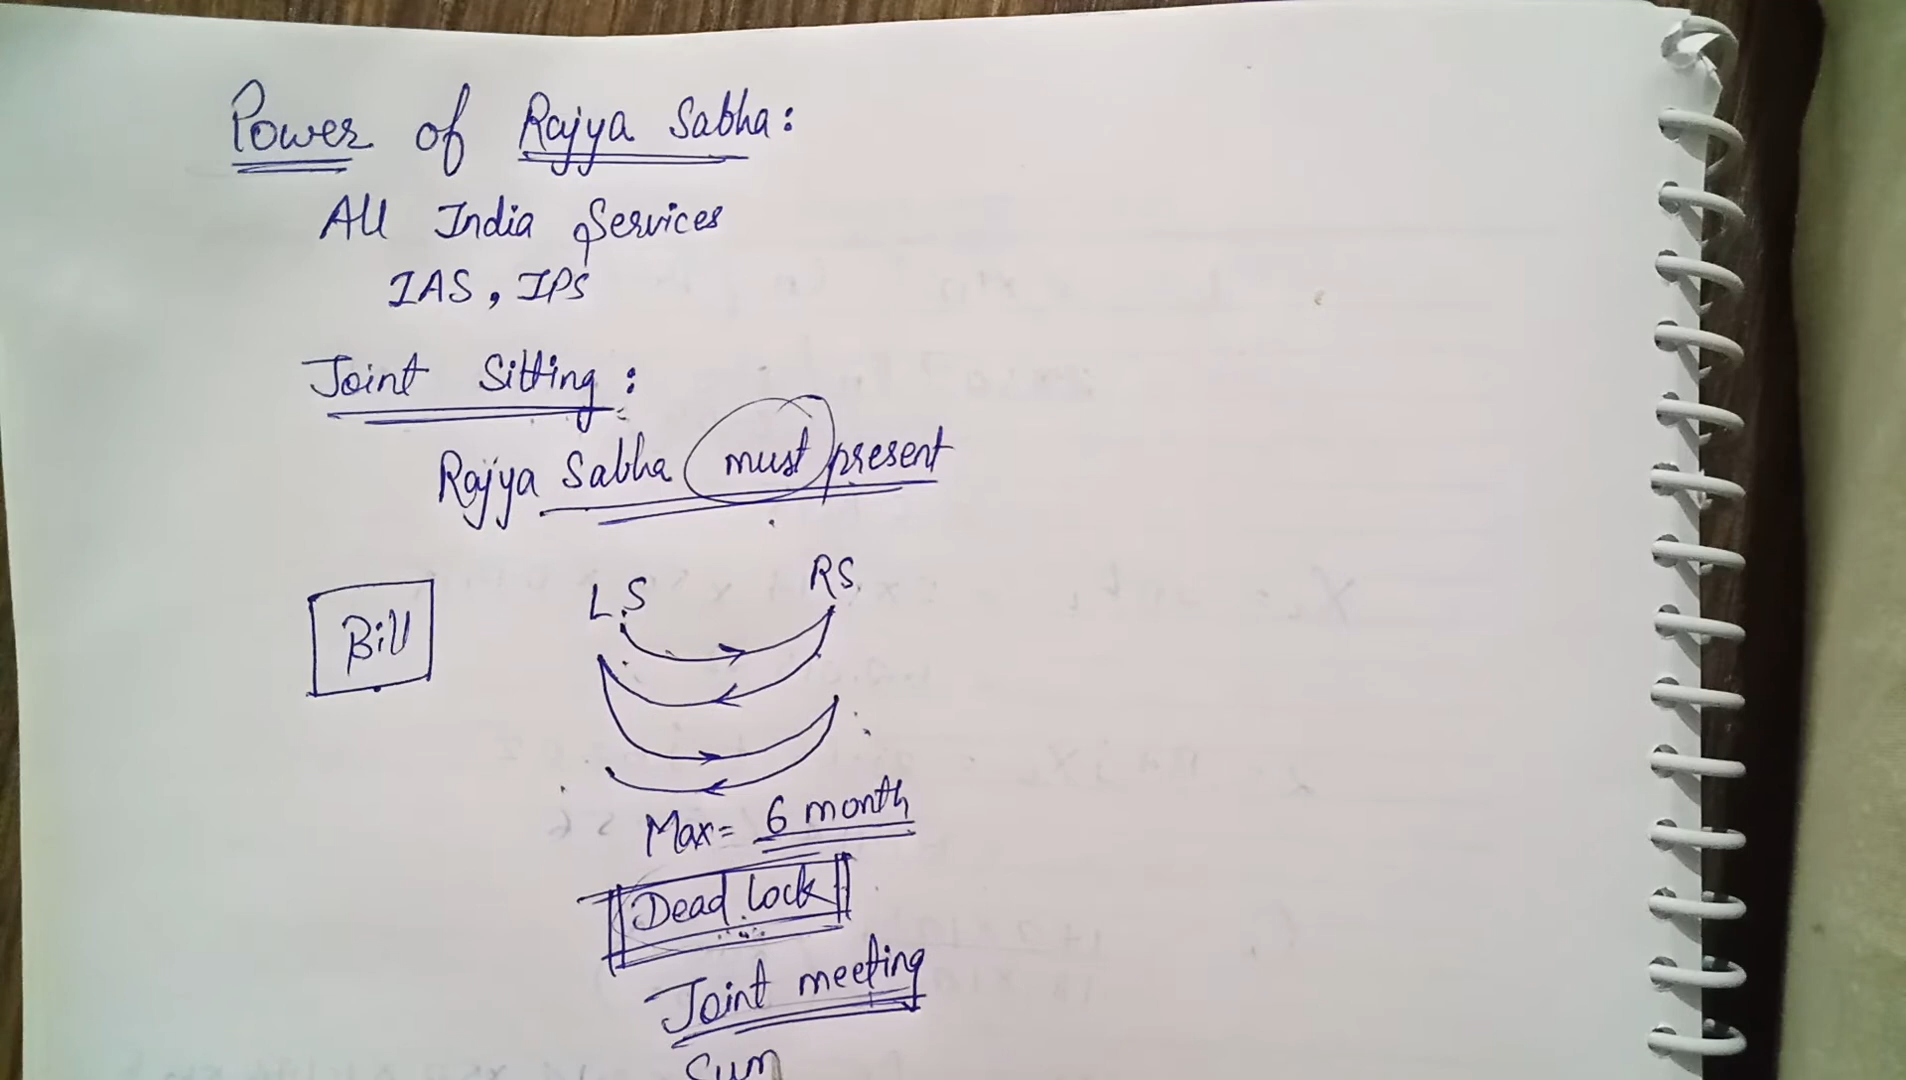 Power of Rajya Sabha:
All India Services
IAS, IPS
Joint Sitting:
Rajya Sabha must present
L.S RS.
Bill
Max= 6 month
Dead lock
Joint meeting
Sum